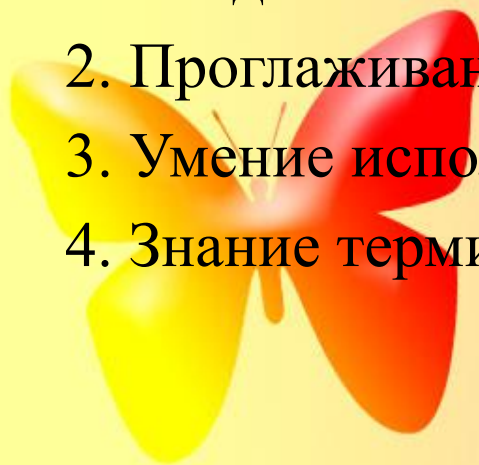 2. Проглаживан
3. Умение испо
4. Знание терми